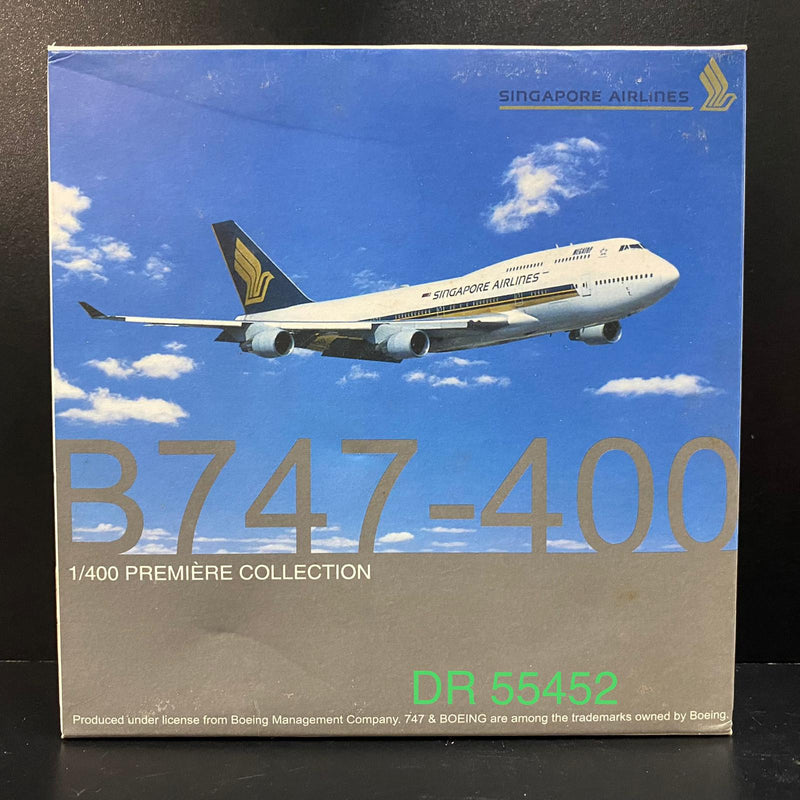 SINGAPORE AIRLINES
MEGATOP
SINGAPORE AIRLINES
B747-400
1/400 PREMIÈRE COLLECTION
DR 55452
Produced under license from Boeing Management Company. 747 & BOEING are among the trademarks owned by Boeing.